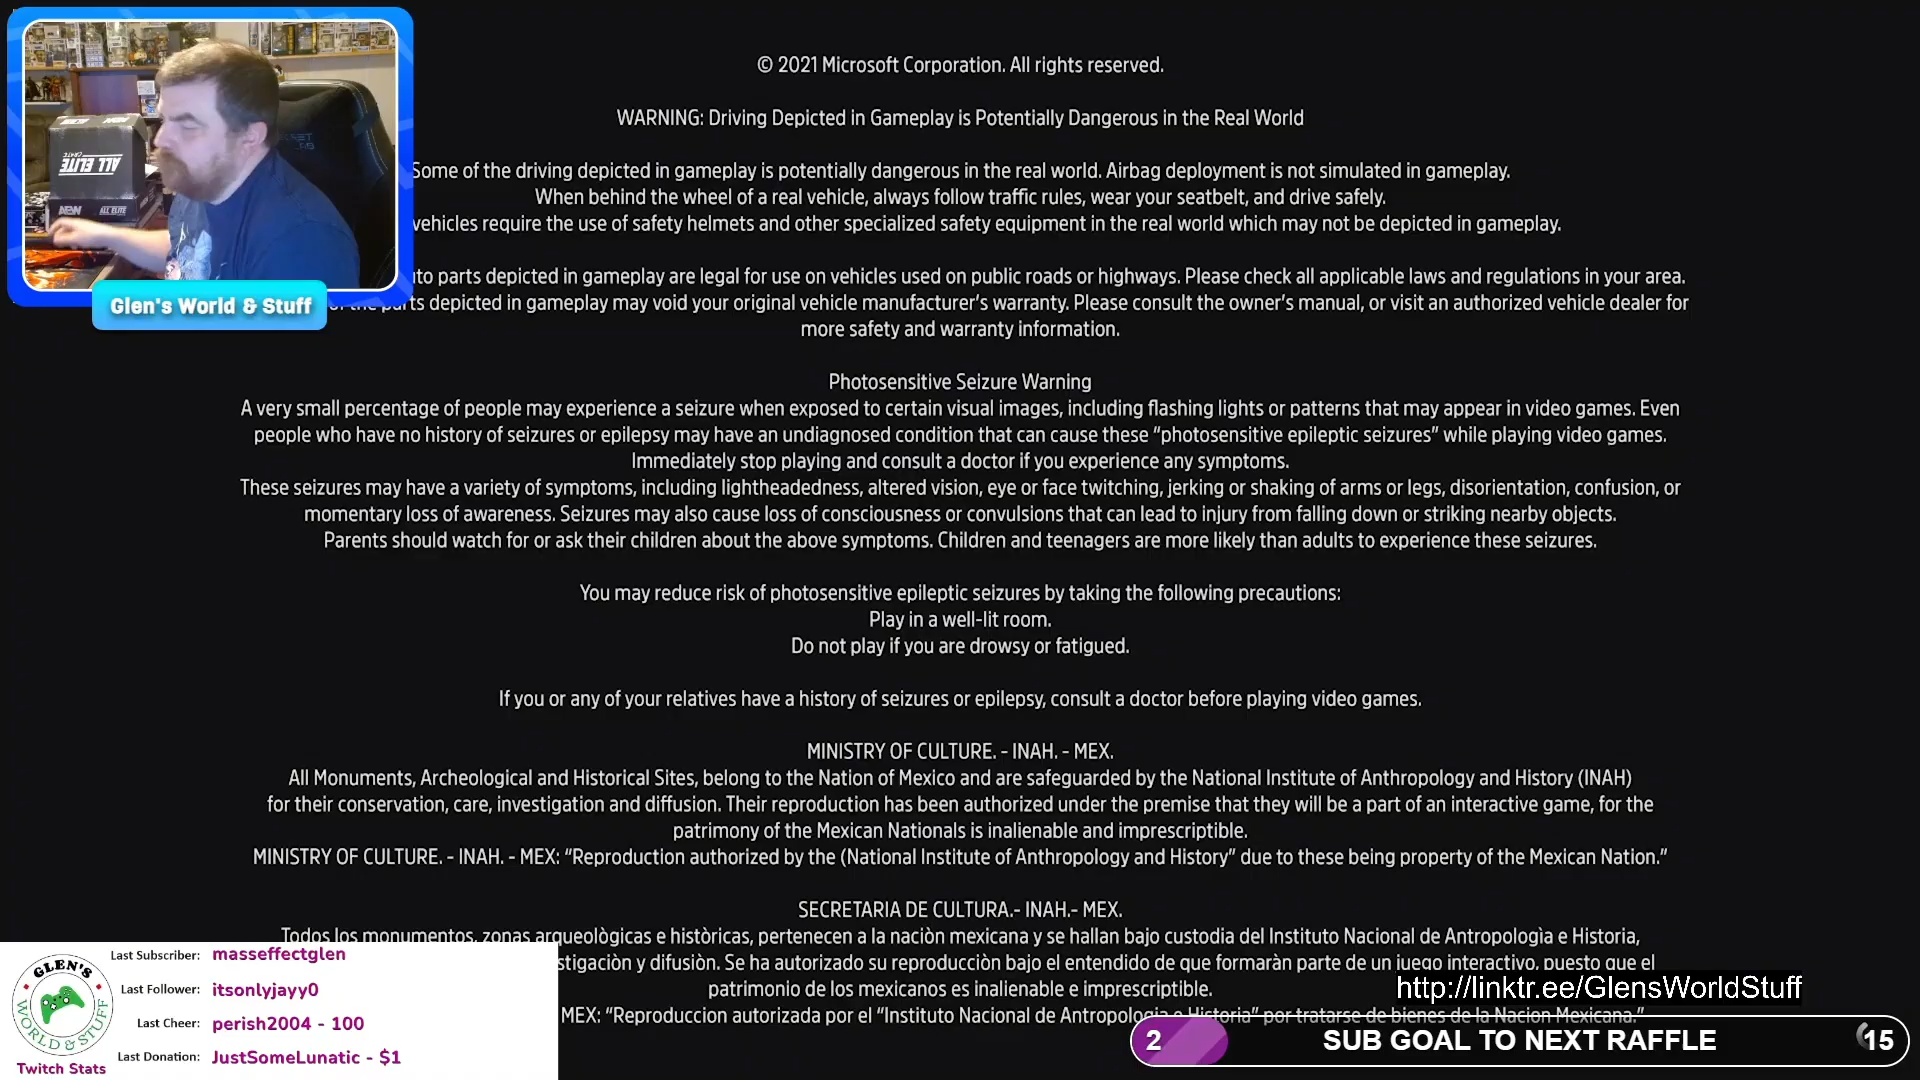 © 2021 Microsoft Corporation. All rights reserved.
WARNING: Driving Depicted in Gameplay is Potentially Dangerous in the Real World
Some of the driving depicted in gameplay is potentially dangerous in the real world. Airbag deployment is not simulated in gameplay.
When behind the wheel of a real vehicle, always follow traffic rules, wear your seatbelt, and drive safely.
vehicles require the use of safety helmets and other specialized safety equipment in the real world which may not be depicted in gameplay.
ALL ELITE
CRATE
ALL ELITE
parts depicted in gameplay are legal for use on vehicles used on public roads or highways. Please check all applicable laws and regulations in your area.
Glen's World & Stuff
depicted in gameplay may void your original vehicle manufacturer's warranty. Please consult the owner's manual, or visit an authorized vehicle dealer for
more safety and warranty information.
Photosensitive Seizure Warning
A very small percentage of people may experience a seizure when exposed to certain visual images, including flashing lights or patterns that may appear in video games. Even
people who have no history of seizures or epilepsy may have an undiagnosed condition that can cause these “photosensitive epileptic seizures” while playing video games.
Immediately stop playing and consult a doctor if you experience any symptoms.
These seizures may have a variety of symptoms, including lightheadedness, altered vision, eye or face twitching, jerking or shaking of arms or legs, disorientation, confusion, or
momentary loss of awareness. Seizures may also cause loss of consciousness or convulsions that can lead to injury from falling down or striking nearby objects.
Parents should watch for or ask their children about the above symptoms. Children and teenagers are more likely than adults to experience these seizures.
You may reduce risk of photosensitive epileptic seizures by taking the following precautions:
Play in a well-lit room.
Do not play if you are drowsy or fatigued.
If you or any of your relatives have a history of seizures or epilepsy, consult a doctor before playing video games.
MINISTRY OF CULTURE. - INAH. - MEX.
All Monuments, Archeological and Historical Sites, belong to the Nation of Mexico and are safeguarded by the National Institute of Anthropology and History (INAH)
for their conservation, care, investigation and diffusion. Their reproduction has been authorized under the premise that they will be a part of an interactive game, for the
patrimony of the Mexican Nationals is inalienable and imprescriptible.
MINISTRY OF CULTURE. - INAH. - MEX: “Reproduction authorized by the (National Institute of Anthropology and History” due to these being property of the Mexican Nation.”
SECRETARIA DE CULTURA.- INAH.- MEX.
Todos los monumentos, zonas arqueològicas e històricas, pertenecen a la naciòn mexicana y se hallan bajo custodia del Instituto Nacional de Antropologìa e Historia,
y difusiòn. Se ha autorizado su reproducciòn bajo el entendido de que formaràn parte de un juego interactivo, puesto que el
patrimonio de los mexicanos es inalienable e imprescriptible.
MEX: “Reproduccion autorizada por el “Instituto Nacional de Antropologia e Historia” por tratarse de bienes de la Nacion Mexicana.”
GLEN'S
WORLD & STUFF
Twitch Stats
Last Subscriber: masseffectglen
Last Follower: itsonlyjayy0
Last Cheer: perish2004 - 100
Last Donation: JustSomeLunatic - $1
http://linktr.ee/GlensWorldStuff
2 SUB GOAL TO NEXT RAFFLE 15